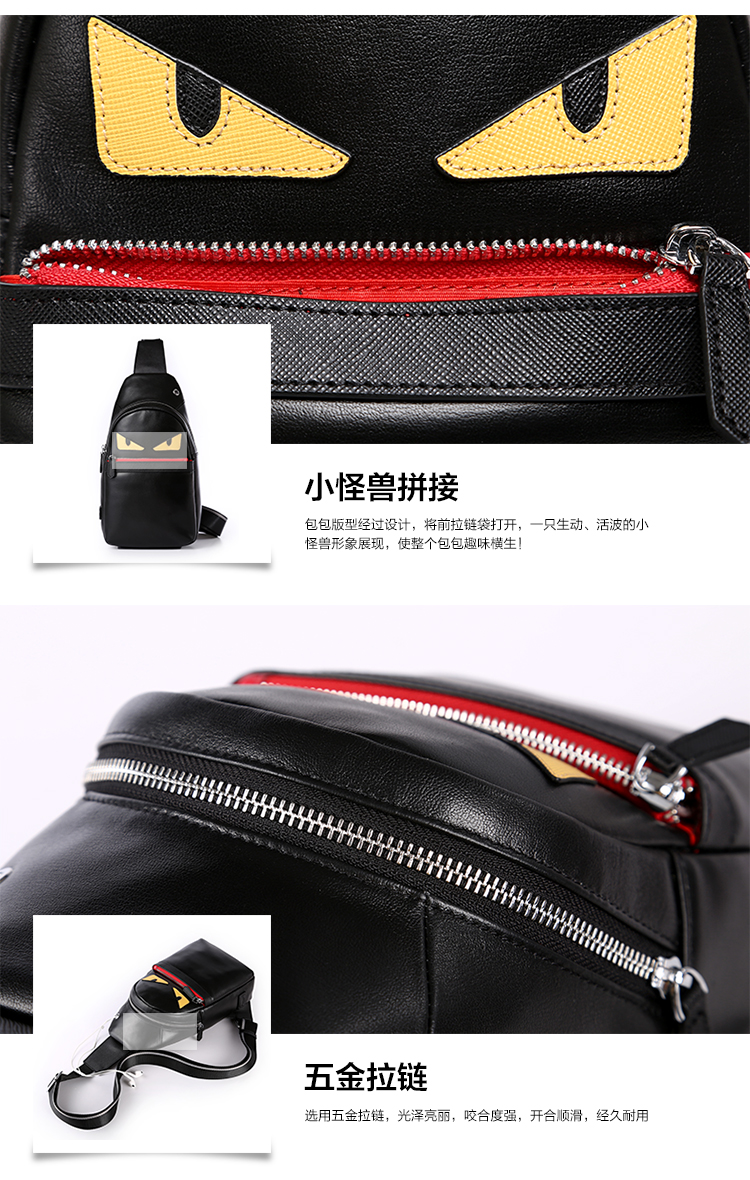 小怪兽拼接
包包版型经过设计，将前拉链袋打开，一只生动、活波的小
怪兽形象展现，使整个包包趣味横生！
五金拉链
选用五金拉链，光泽亮丽，咬合度强，开合顺滑，经久耐用